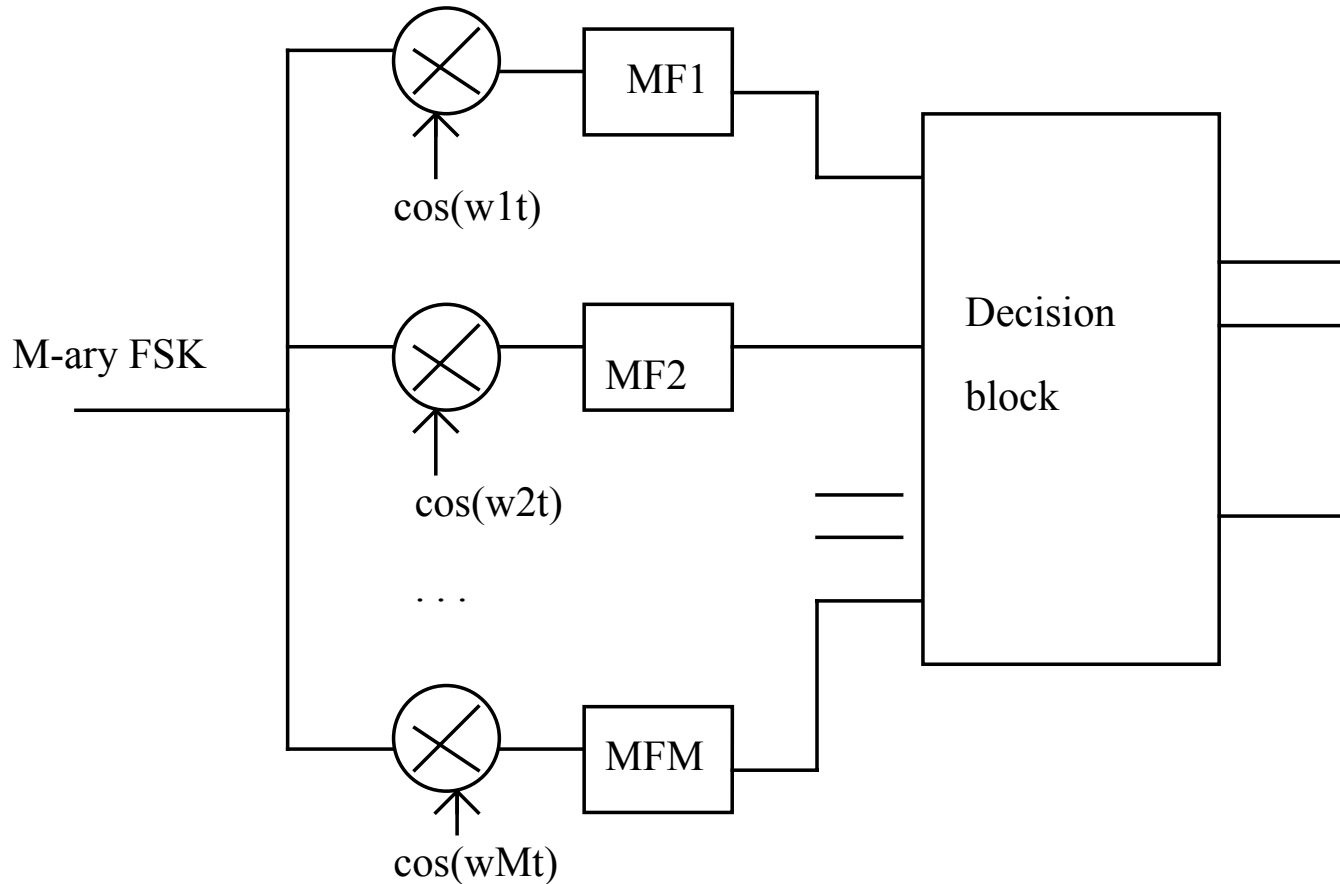 MF1
cos(w1t)
M-ary FSK
MF2
cos(w2t)
Decision
block
. . .
MFM
cos(wMt)